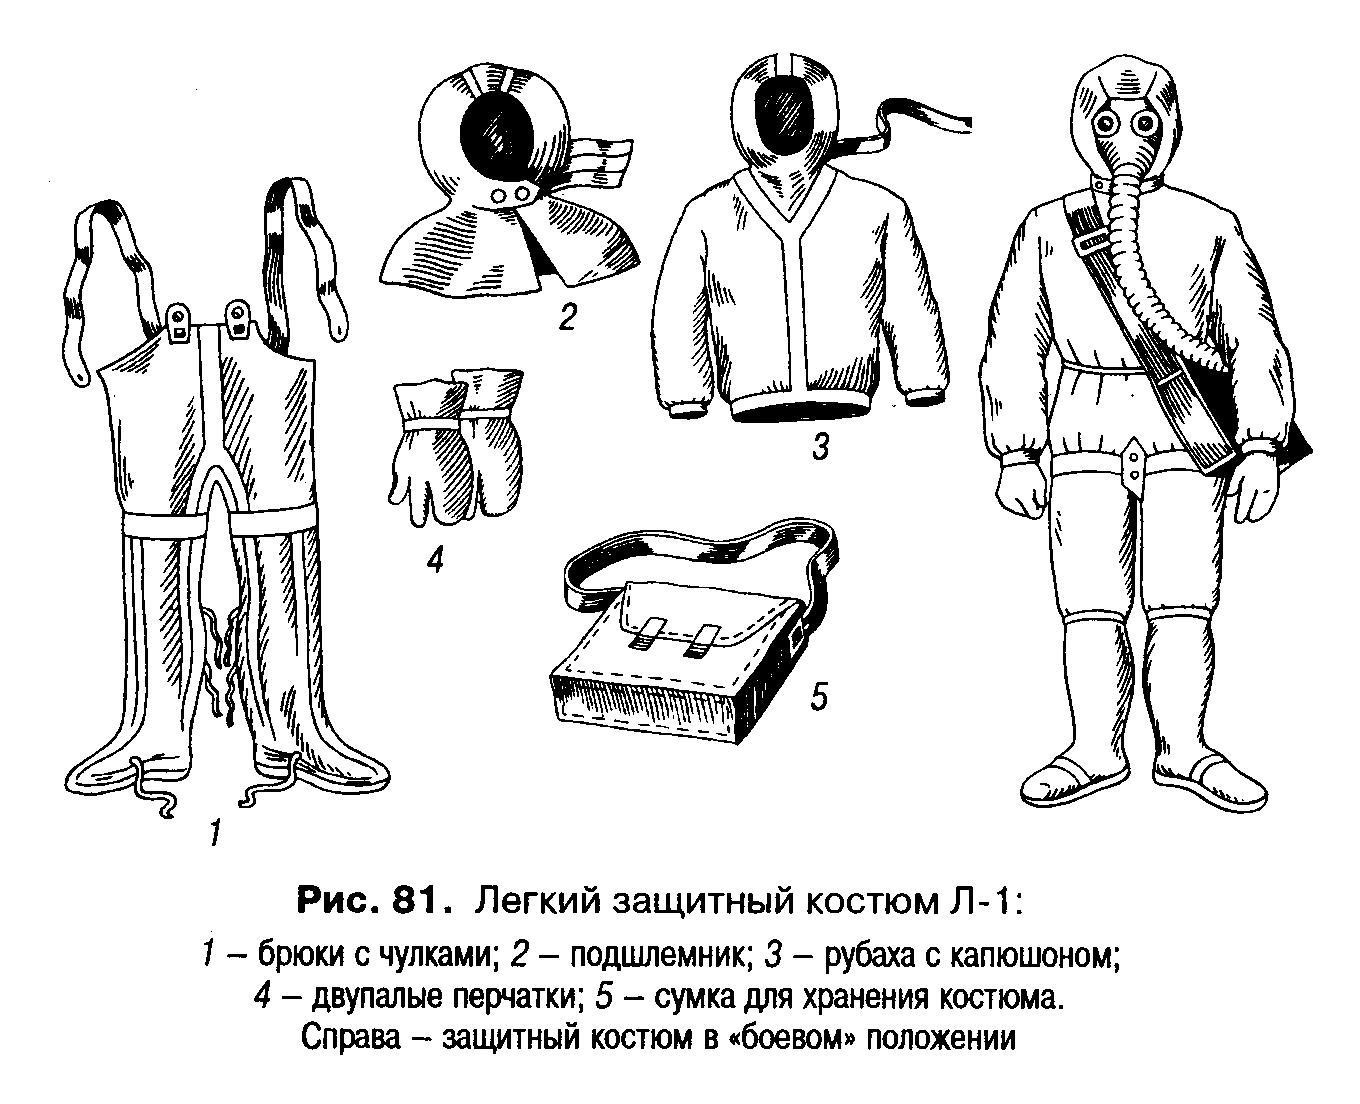 2
3
4
5
1
Рис. 81. Легкий защитный костюм Л-1:
1 – брюки с чулками; 2 – подшлемник; 3 – рубаха с капюшоном;
4 – двупалые перчатки; 5 – сумка для хранения костюма.
Справа – защитный костюм в «боевом» положении